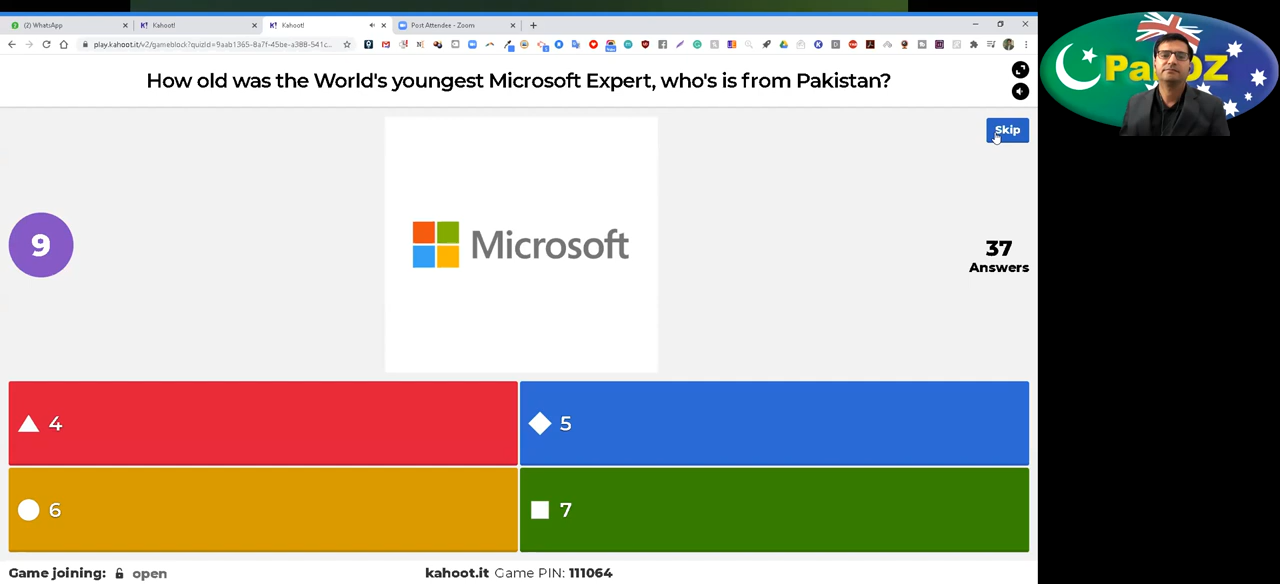 (2) WhatsApp
Kahoot!
Kahoot!
Post Attendee - Zoom
play.kahoot.it/v2/gameblock?quizId=9aab1365-8a7f-45be-a388-541c...
How old was the World's youngest Microsoft Expert, who's is from Pakistan?
Skip
9
Microsoft
37
Answers
4
5
6
7
Game joining: open
kahoot.it Game PIN: 111064